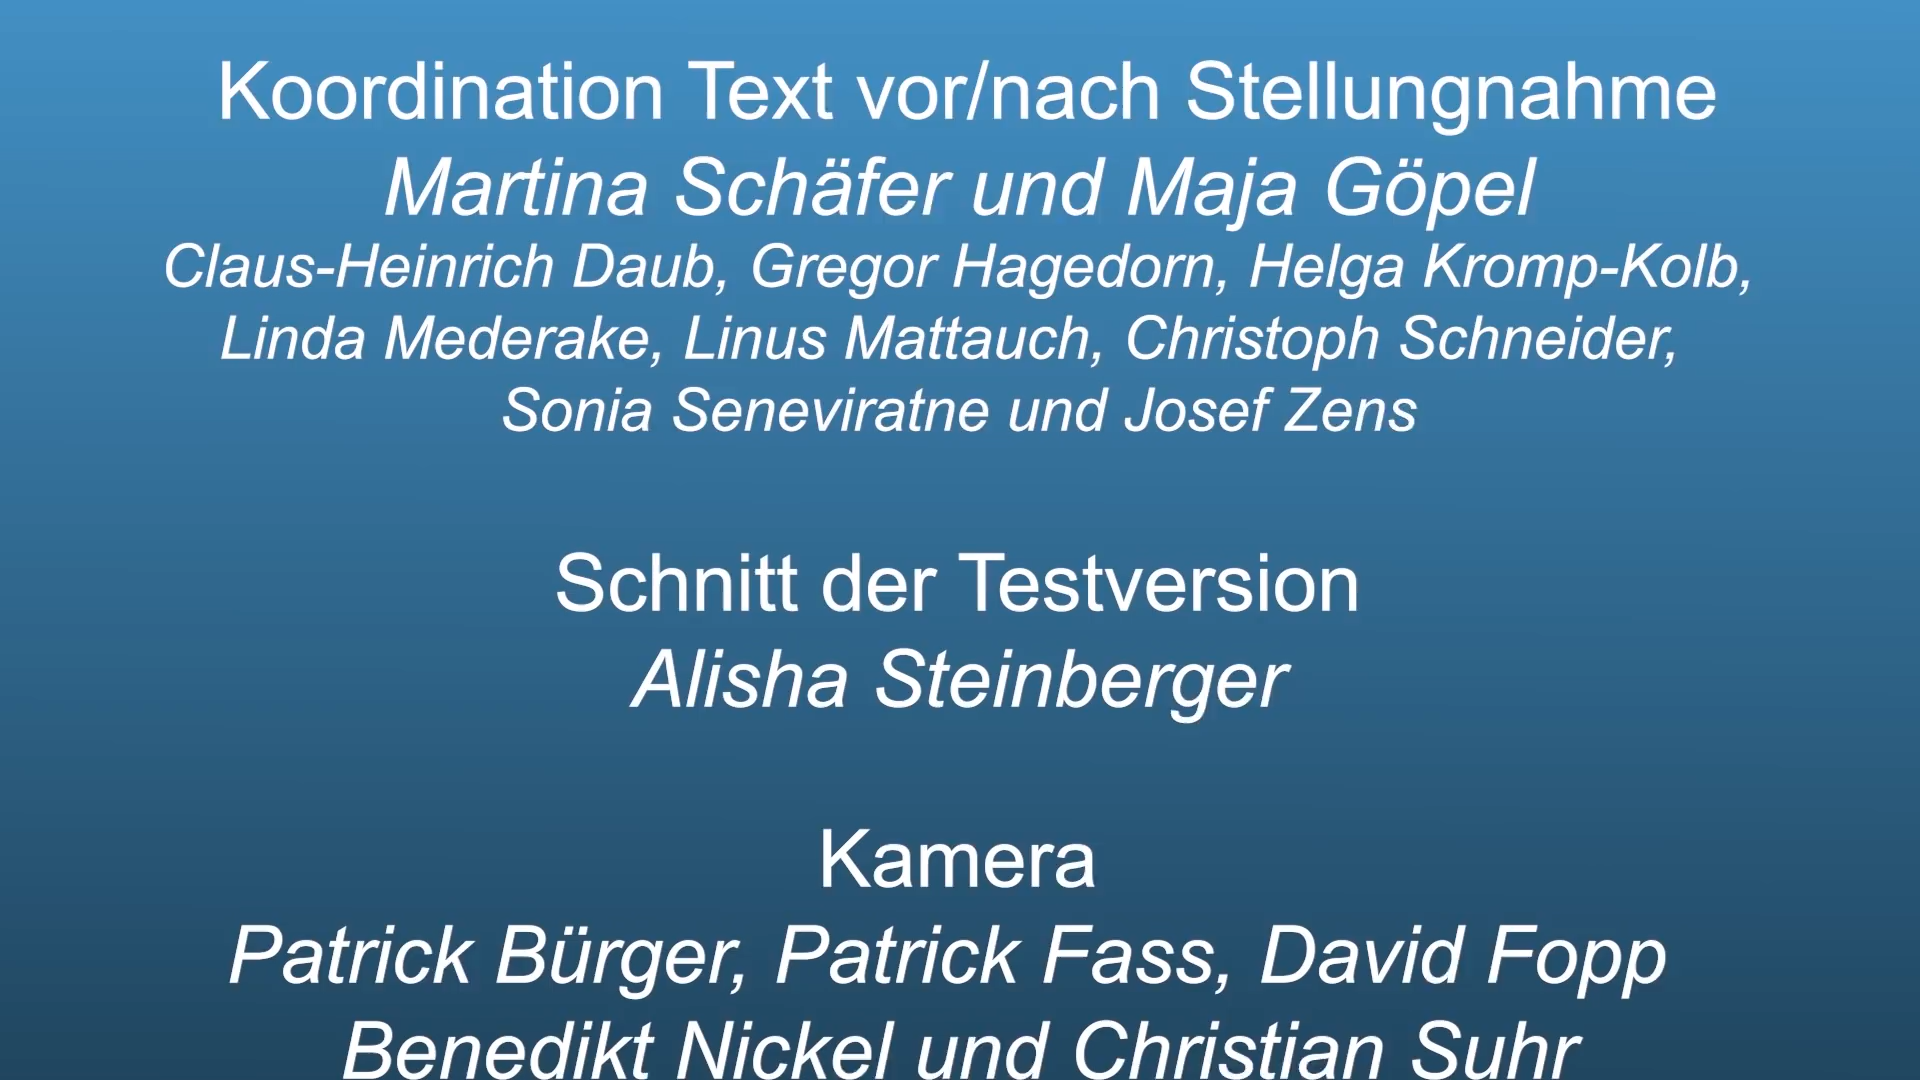 Koordination Text vor/nach Stellungnahme
Martina Schäfer und Maja Göpel
Claus-Heinrich Daub, Gregor Hagedorn, Helga Kromp-Kolb,
Linda Mederake, Linus Mattauch, Christoph Schneider,
Sonia Seneviratne und Josef Zens
Schnitt der Testversion
Alisha Steinberger
Kamera
Patrick Bürger, Patrick Fass, David Fopp
Benedikt Nickel und Christian Suhr